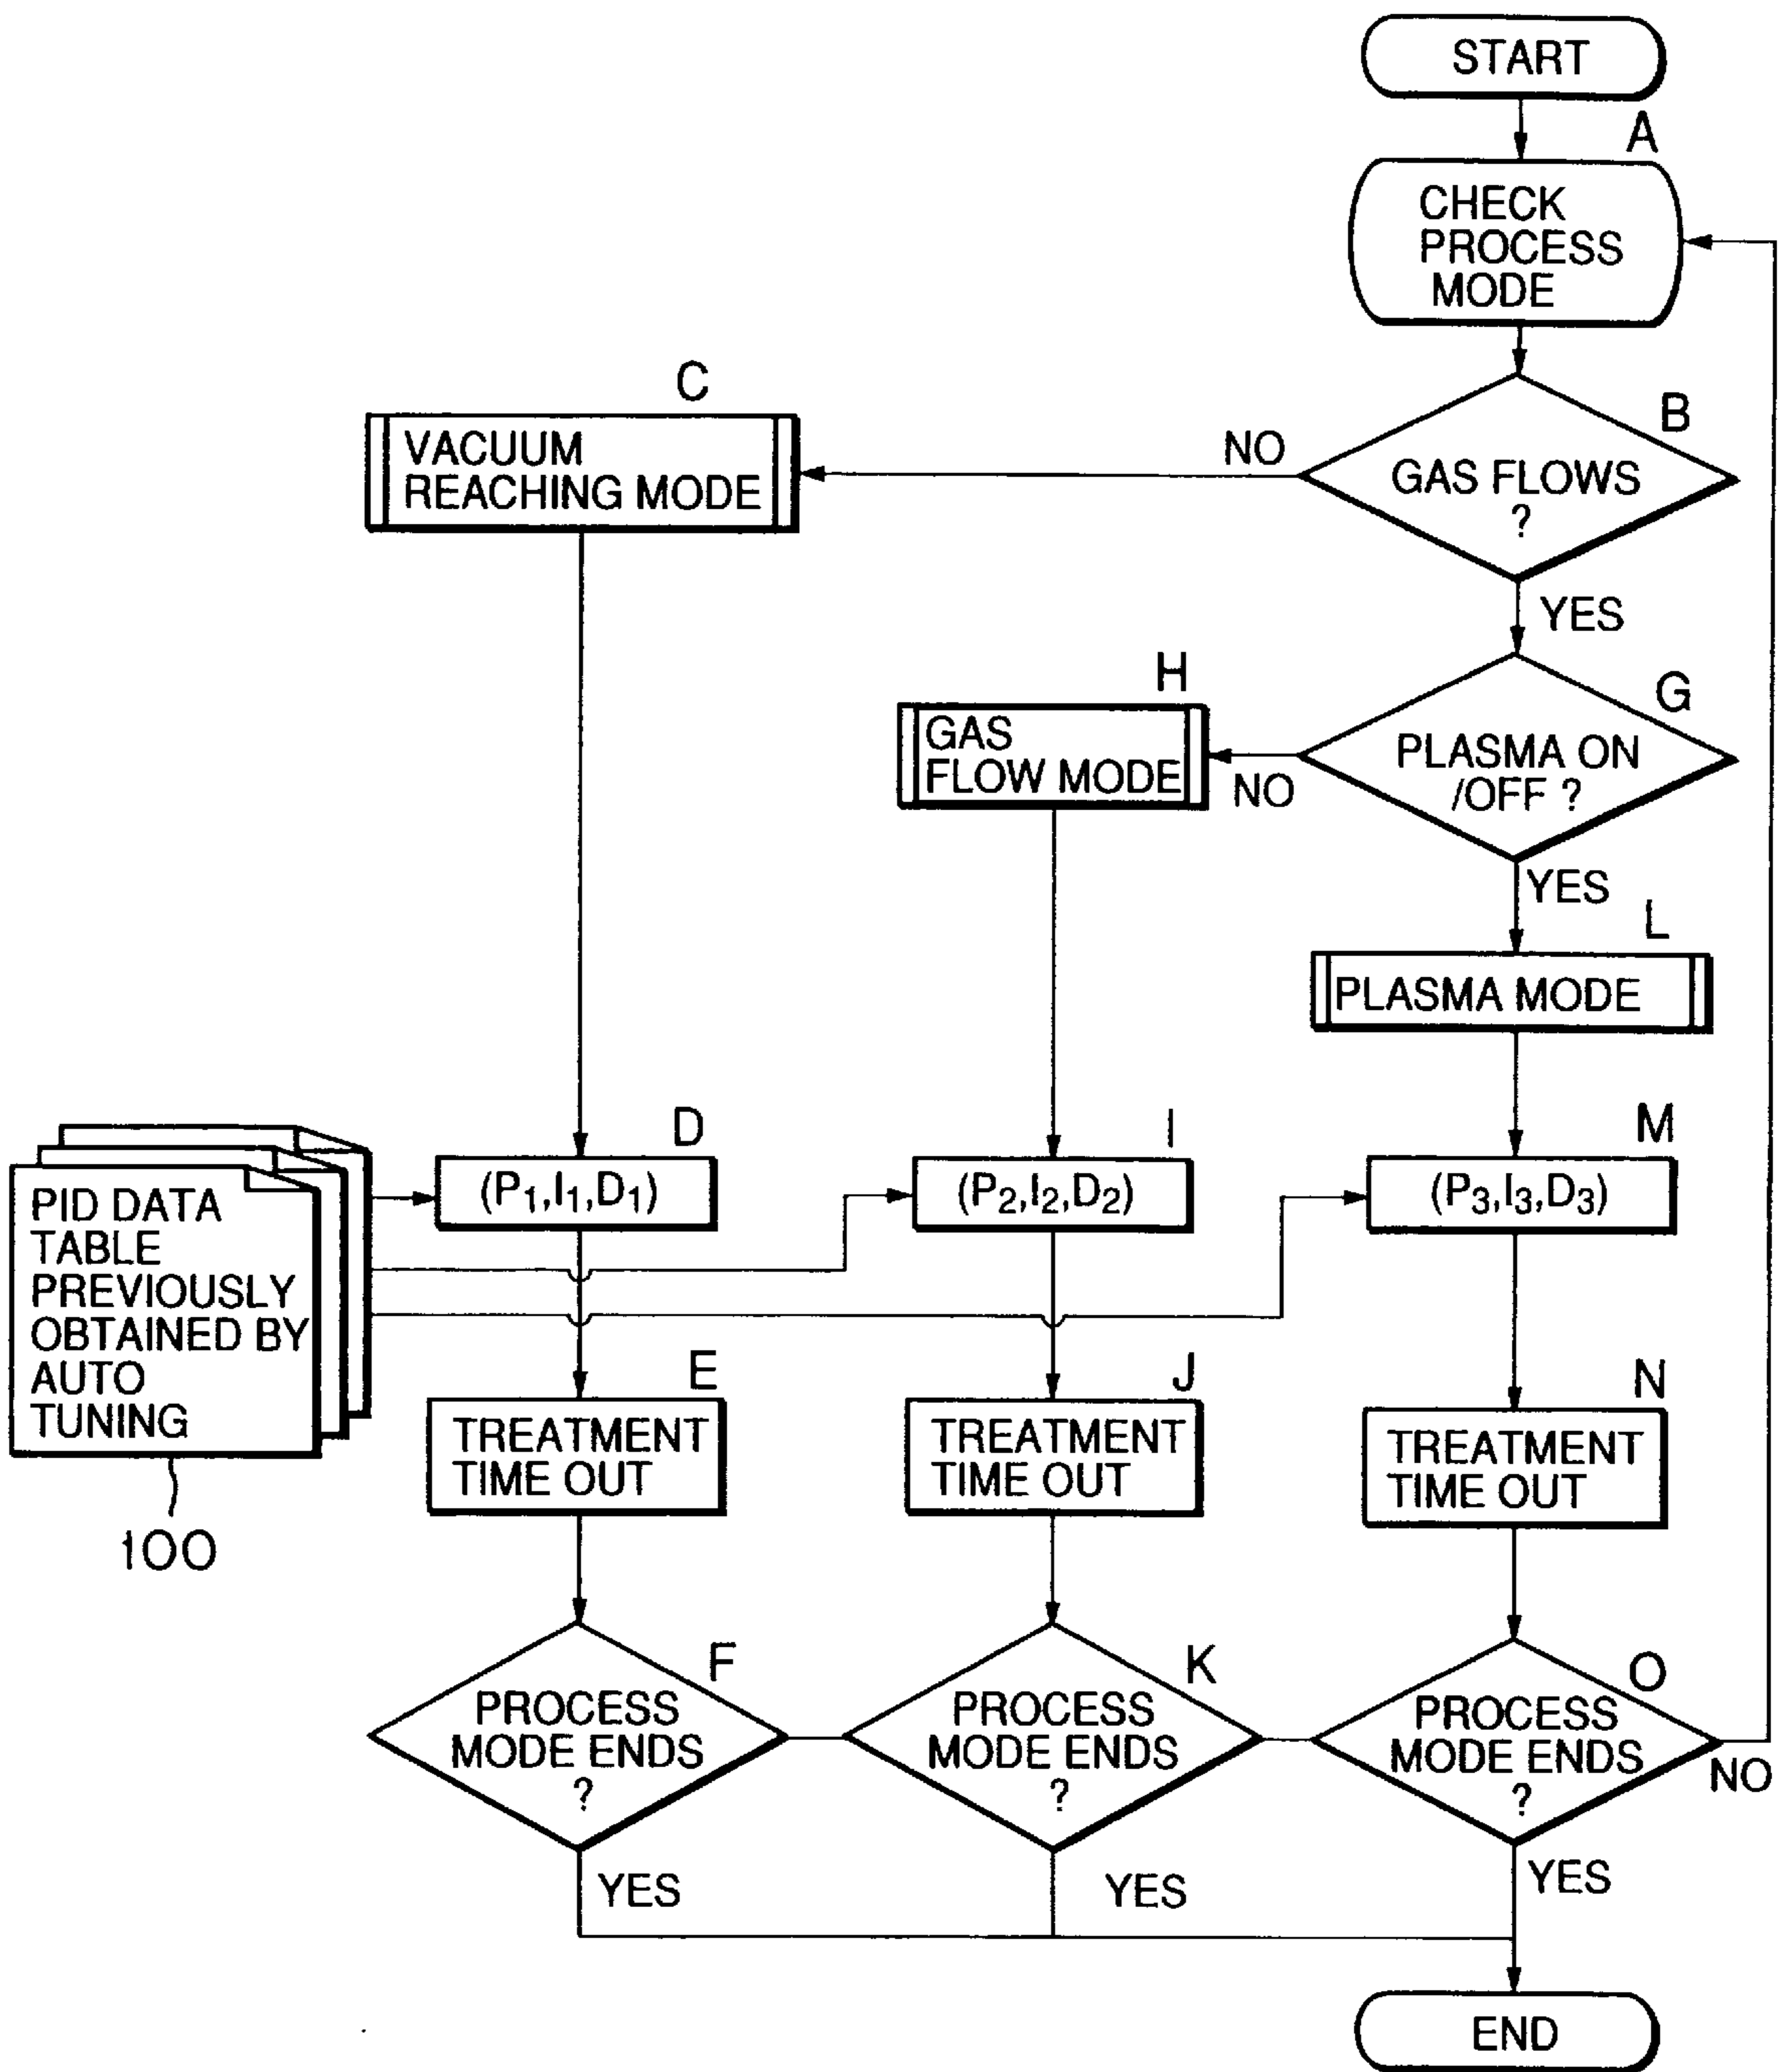 START
A
CHECK
PROCESS
MODE
C
VACUUM
REACHING MODE
NO
B
GAS FLOWS
?
YES
H
GAS
FLOW MODE
NO
G
PLASMA ON
/OFF ?
YES
L
PLASMA MODE
D
(P1,I1,D1)
I
(P2,I2,D2)
M
(P3,I3,D3)
PID DATA
TABLE
PREVIOUSLY
OBTAINED BY
AUTO
TUNING
100
E
TREATMENT
TIME OUT
J
TREATMENT
TIME OUT
N
TREATMENT
TIME OUT
F
PROCESS
MODE ENDS
?
YES
K
PROCESS
MODE ENDS
?
YES
O
PROCESS
MODE ENDS
?
NO
YES
END